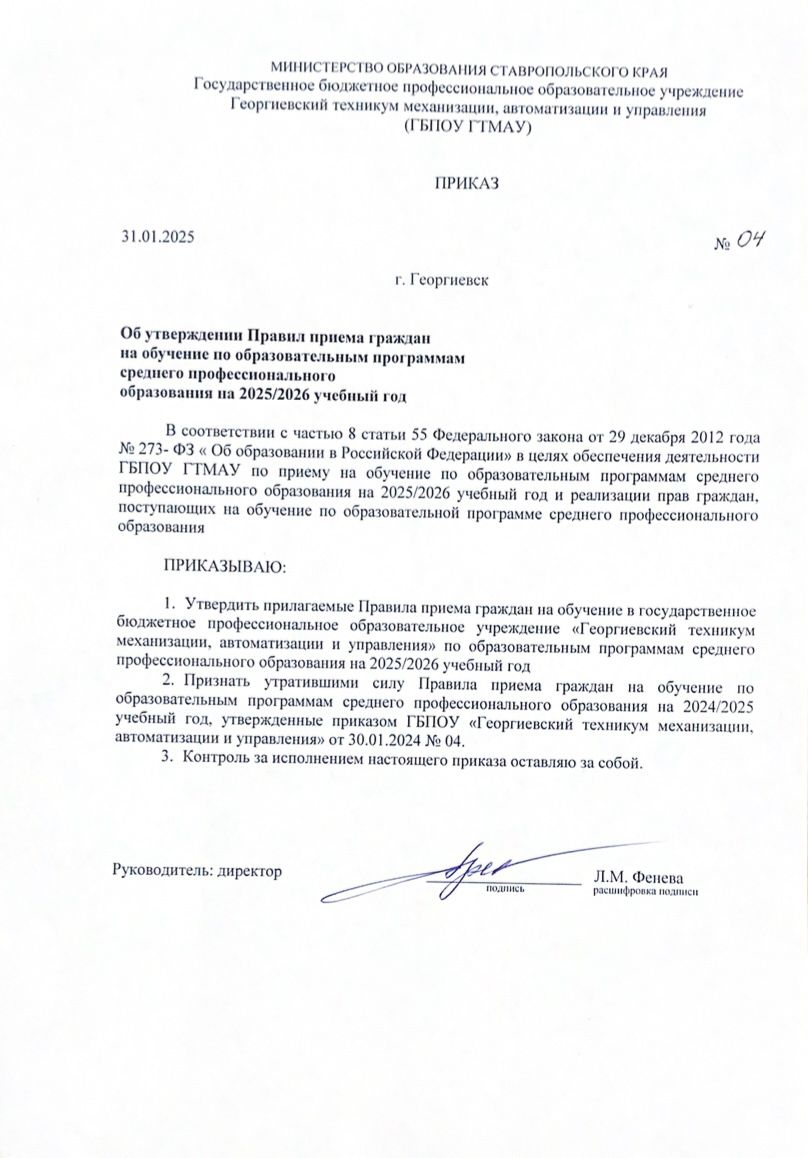 МИНИСТЕРСТВО ОБРАЗОВАНИЯ СТАВРОПОЛЬСКОГО КРАЯ
Государственное бюджетное профессиональное образовательное учреждение
Георгиевский техникум механизации, автоматизации и управления
(ГБПОУ ГТМАУ)
ПРИКАЗ
31.01.2025
№ 04
г. Георгиевск
Об утверждении Правил приема граждан
на обучение по образовательным программам
среднего профессионального
образования на 2025/2026 учебный год
В соответствии с частью 8 статьи 55 Федерального закона от 29 декабря 2012 года
№ 273- ФЗ « Об образовании в Российской Федерации» в целях обеспечения деятельности
ГБПОУ ГТМАУ по приему на обучение по образовательным программам среднего
профессионального образования на 2025/2026 учебный год и реализации прав граждан,
поступающих на обучение по образовательной программе среднего профессионального
образования
ПРИКАЗЫВАЮ:
1. Утвердить прилагаемые Правила приема граждан на обучение в государственное
бюджетное профессиональное образовательное учреждение «Георгиевский техникум
механизации, автоматизации и управления» по образовательным программам среднего
профессионального образования на 2025/2026 учебный год
2. Признать утратившими силу Правила приема граждан на обучение по
образовательным программам среднего профессионального образования на 2024/2025
учебный год, утвержденные приказом ГБПОУ «Георгиевский техникум механизации,
автоматизации и управления» от 30.01.2024 № 04.
3. Контроль за исполнением настоящего приказа оставляю за собой.
Руководитель: директор
Л.М. Фенева
подпись
расшифровка подписи